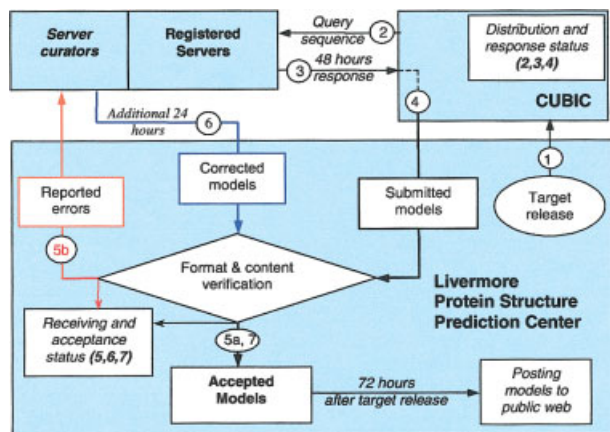 Server
curators
Registered
Servers
Query
sequence
2
3
48 hours
response
Distribution and
response status
(2,3,4)
CUBIC
4
Additional 24
hours
6
1
Reported
errors
Corrected
models
Submitted
models
Target
release
5b
Format & content
verification
Livermore
Protein Structure
Prediction Center
Receiving and
acceptance
status (5,6,7)
5a, 7
Accepted
Models
72 hours
after target release
Posting
models to
public web